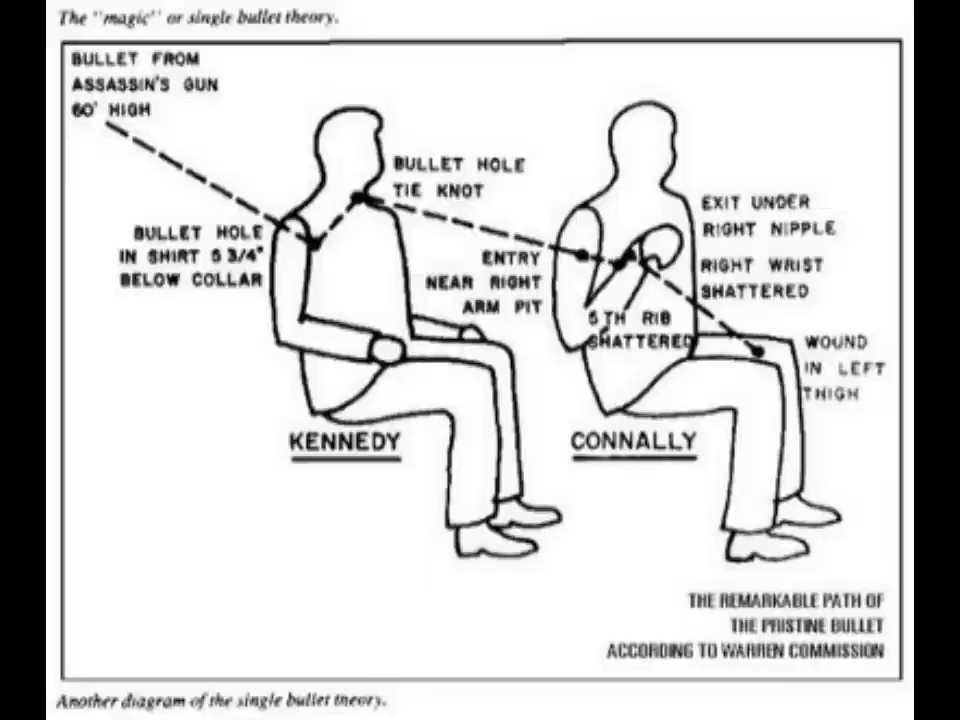 The "magic" or single bullet theory.
BULLET FROM
ASSASSIN'S GUN
60' HIGH
BULLET HOLE
TIE KNOT
BULLET HOLE
IN SHIRT 5 3/4"
BELOW COLLAR
ENTRY
NEAR RIGHT
ARM PIT
EXIT UNDER
RIGHT NIPPLE
RIGHT WRIST
SHATTERED
5TH RIB
SHATTERED
WOUND
IN LEFT
THIGH
KENNEDY
CONNALLY
THE REMARKABLE PATH OF
THE PRISTINE BULLET
ACCORDING TO WARREN COMMISSION
Another diagram of the single bullet theory.